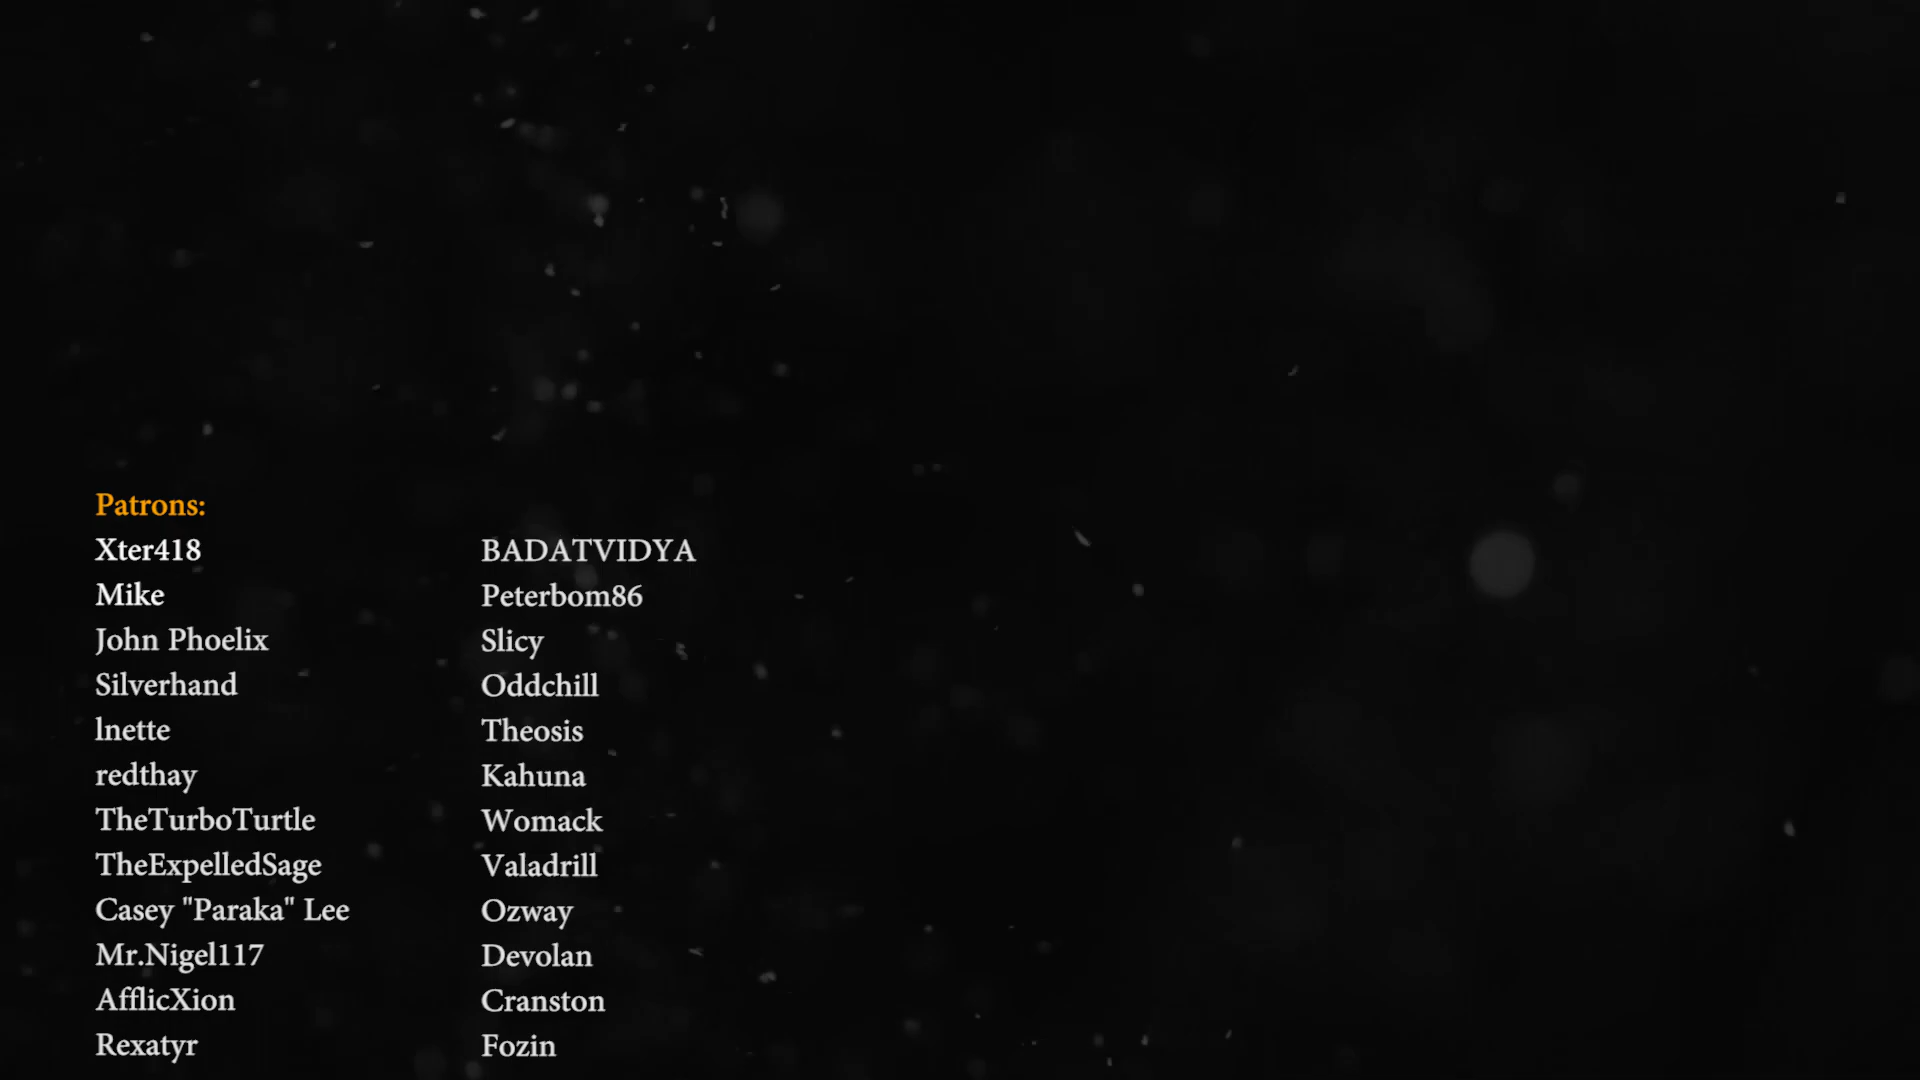 Patrons:
Xter418
Mike
John Phoelix
Silverhand
lnette
redthay
TheTurboTurtle
TheExpelledSage
Casey "Paraka" Lee
Mr.Nigel117
AfflicXion
Rexatyr
BADATVIDYA
Peterbom86
Slicy
Oddchill
Theosis
Kahuna
Womack
Valadrill
Ozway
Devolan
Cranston
Fozin